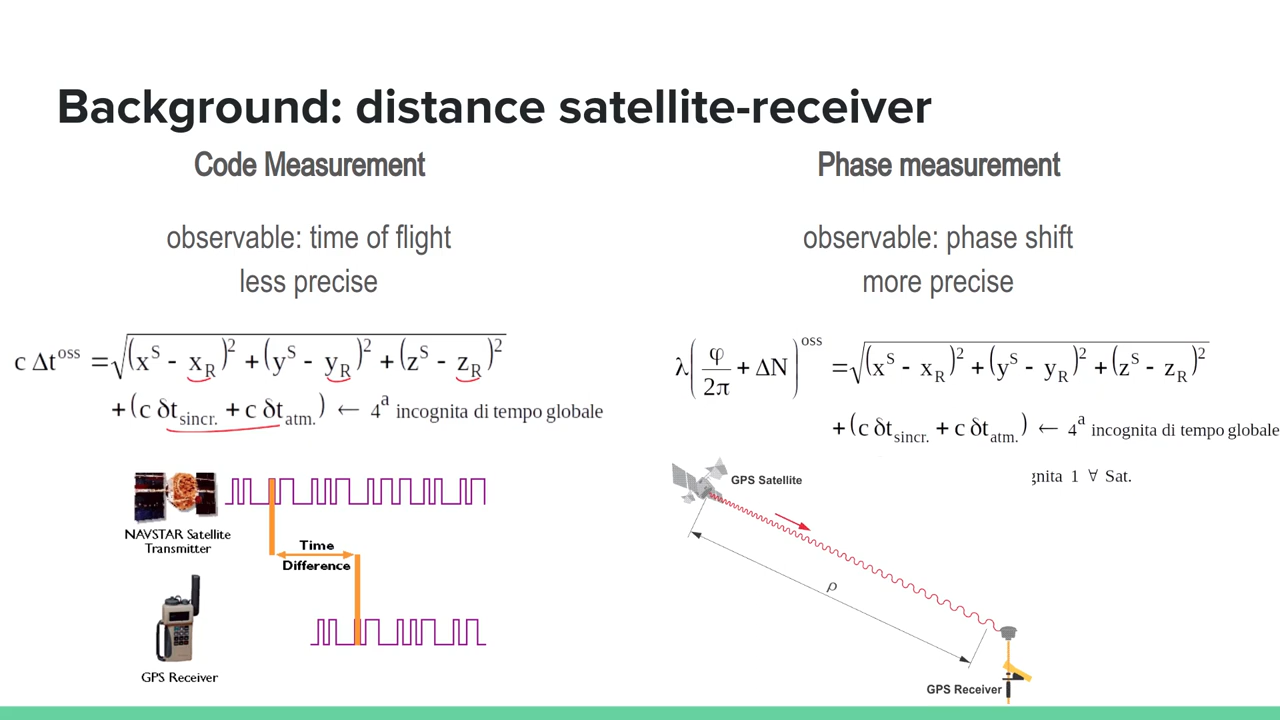 Background: distance satellite-receiver
Code Measurement
observable: time of flight
less precise
c Δt^oss = √((x^S - x_R)^2 + (y^S - y_R)^2 + (z^S - z_R)^2)
+ (c δt_sincr. + c δt_atm.) ← 4^a incognita di tempo globale
NAVSTAR Satellite
Transmitter
Time
Difference
GPS Receiver
Phase measurement
observable: phase shift
more precise
λ(φ/2π + ΔN)^oss = √((x^S - x_R)^2 + (y^S - y_R)^2 + (z^S - z_R)^2)
+ (c δt_sincr. + c δt_atm.) ← 4^a incognita di tempo globale
gnita 1 ∀ Sat.
GPS Satellite
ρ
GPS Receiver